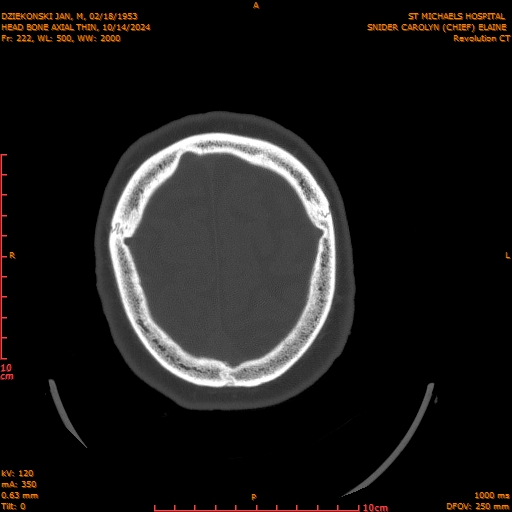 A
DZIEKONSKI JAN, M, 02/18/1953
HEAD BONE AXIAL THIN, 10/14/2024
Fr: 222, WL: 500, WW: 2000
ST MICHAELS HOSPITAL
SNIDER CAROLYN (CHIEF) ELAINE
Revolution CT
R
L
10
cm
kV: 120
mA: 350
0.63 mm
Tilt: 0
P
10cm
1000 ms
DFOV: 250 mm